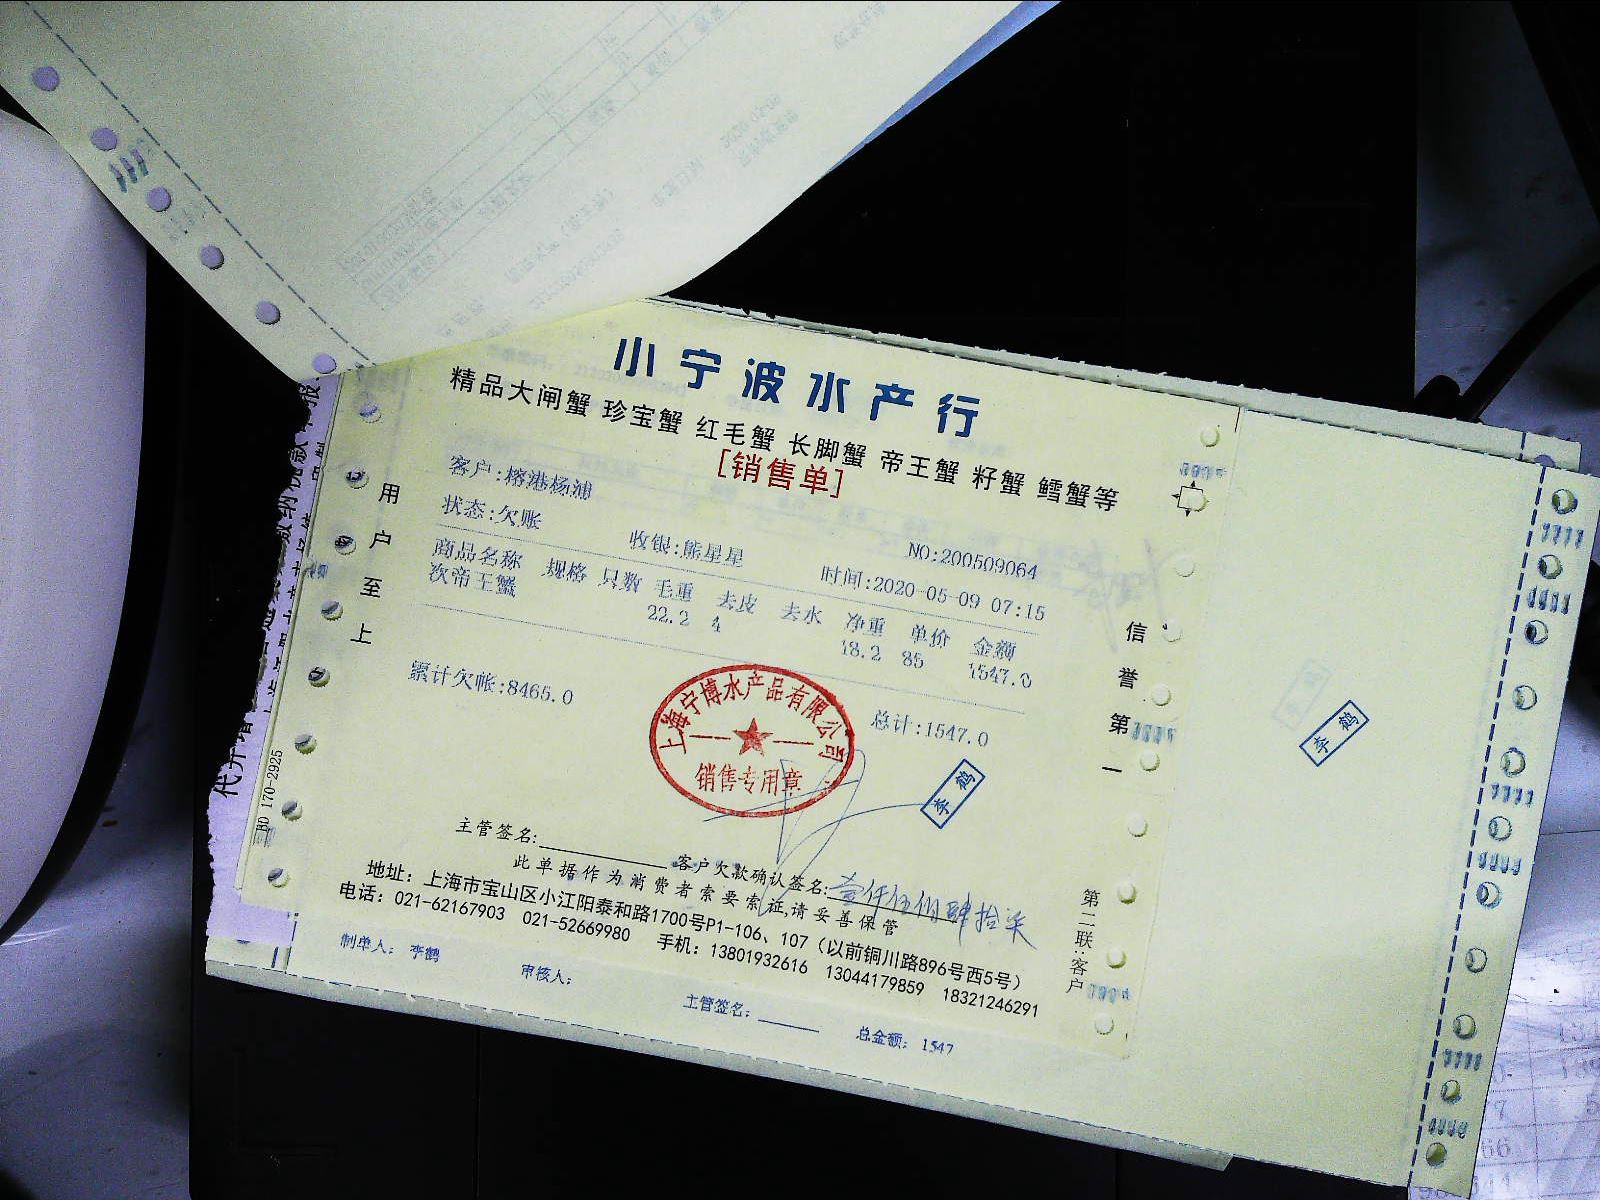 小宁波水产行
精品大闸蟹 珍宝蟹 红毛蟹 长脚蟹 帝王蟹 籽蟹 鳕蟹等
[销售单]
客户:榕港杨浦
状态:欠账
收银:熊星星
NO:200509064
时间:2020-05-09 07:15
商品名称 规格 只数 毛重 去皮 去水 净重 单价 金额
次帝王蟹 22.2 4 18.2 85 1547.0
累计欠帐:8465.0
总计:1547.0
上海宁博水产品有限公司
销售专用章
李鹤
李鹤
用户至上
信誉第一
第二联:客户
BD 170-2925
主管签名:
客户欠款确认签名:壹仟伍佰肆拾柒
此单据作为消费者索要索证,请妥善保管
地址：上海市宝山区小江阳泰和路1700号P1-106、107（以前铜川路896号西5号）
电话：021-62167903 021-52669980 手机：13801932616 13044179859 18321246291
制单人： 李鹤
审核人：
主管签名：
总金额： 1547